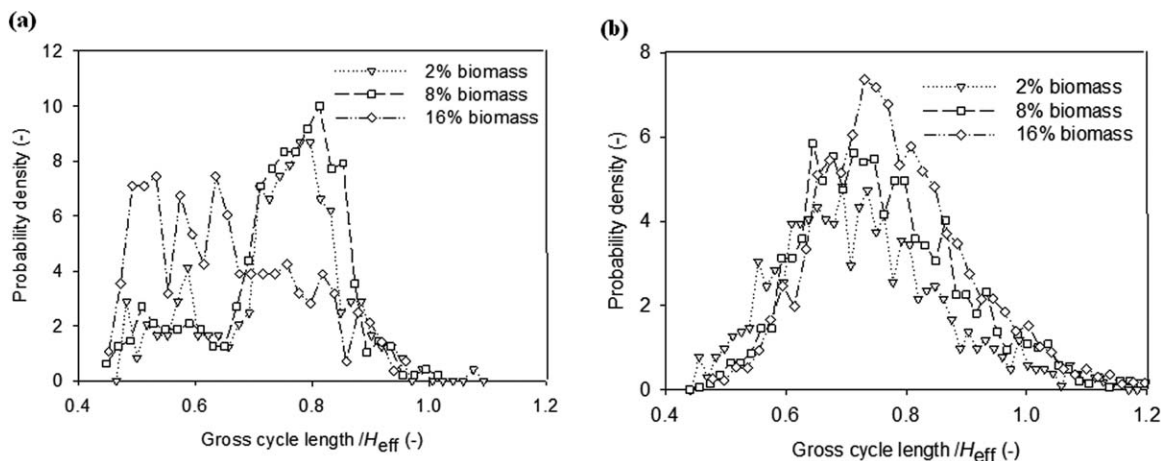 (a)
Probability density (-)
12
10
8
6
4
2
0
2% biomass
8% biomass
16% biomass
0.4 0.6 0.8 1.0 1.2
Gross cycle length /Heff (-)
(b)
Probability density (-)
8
6
4
2
0
2% biomass
8% biomass
16% biomass
0.4 0.6 0.8 1.0 1.2
Gross cycle length /Heff (-)